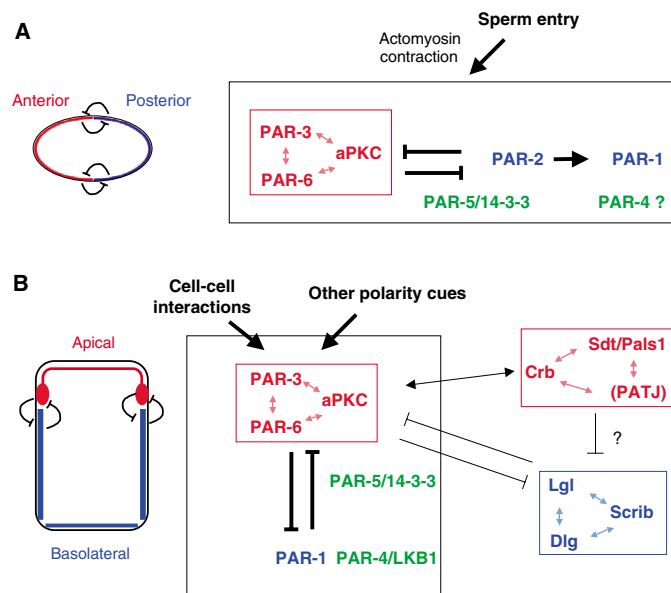 A
Sperm entry
Actomyosin
contraction
Anterior
Posterior
PAR-3
aPKC
PAR-6
PAR-2
PAR-1
PAR-5/14-3-3
PAR-4 ?
B
Cell-cell
interactions
Other polarity cues
Apical
Basolateral
PAR-3
aPKC
PAR-6
PAR-5/14-3-3
PAR-1
PAR-4/LKB1
Sdt/Pals1
Crb
(PATJ)
?
Lgl
Scrib
Dlg